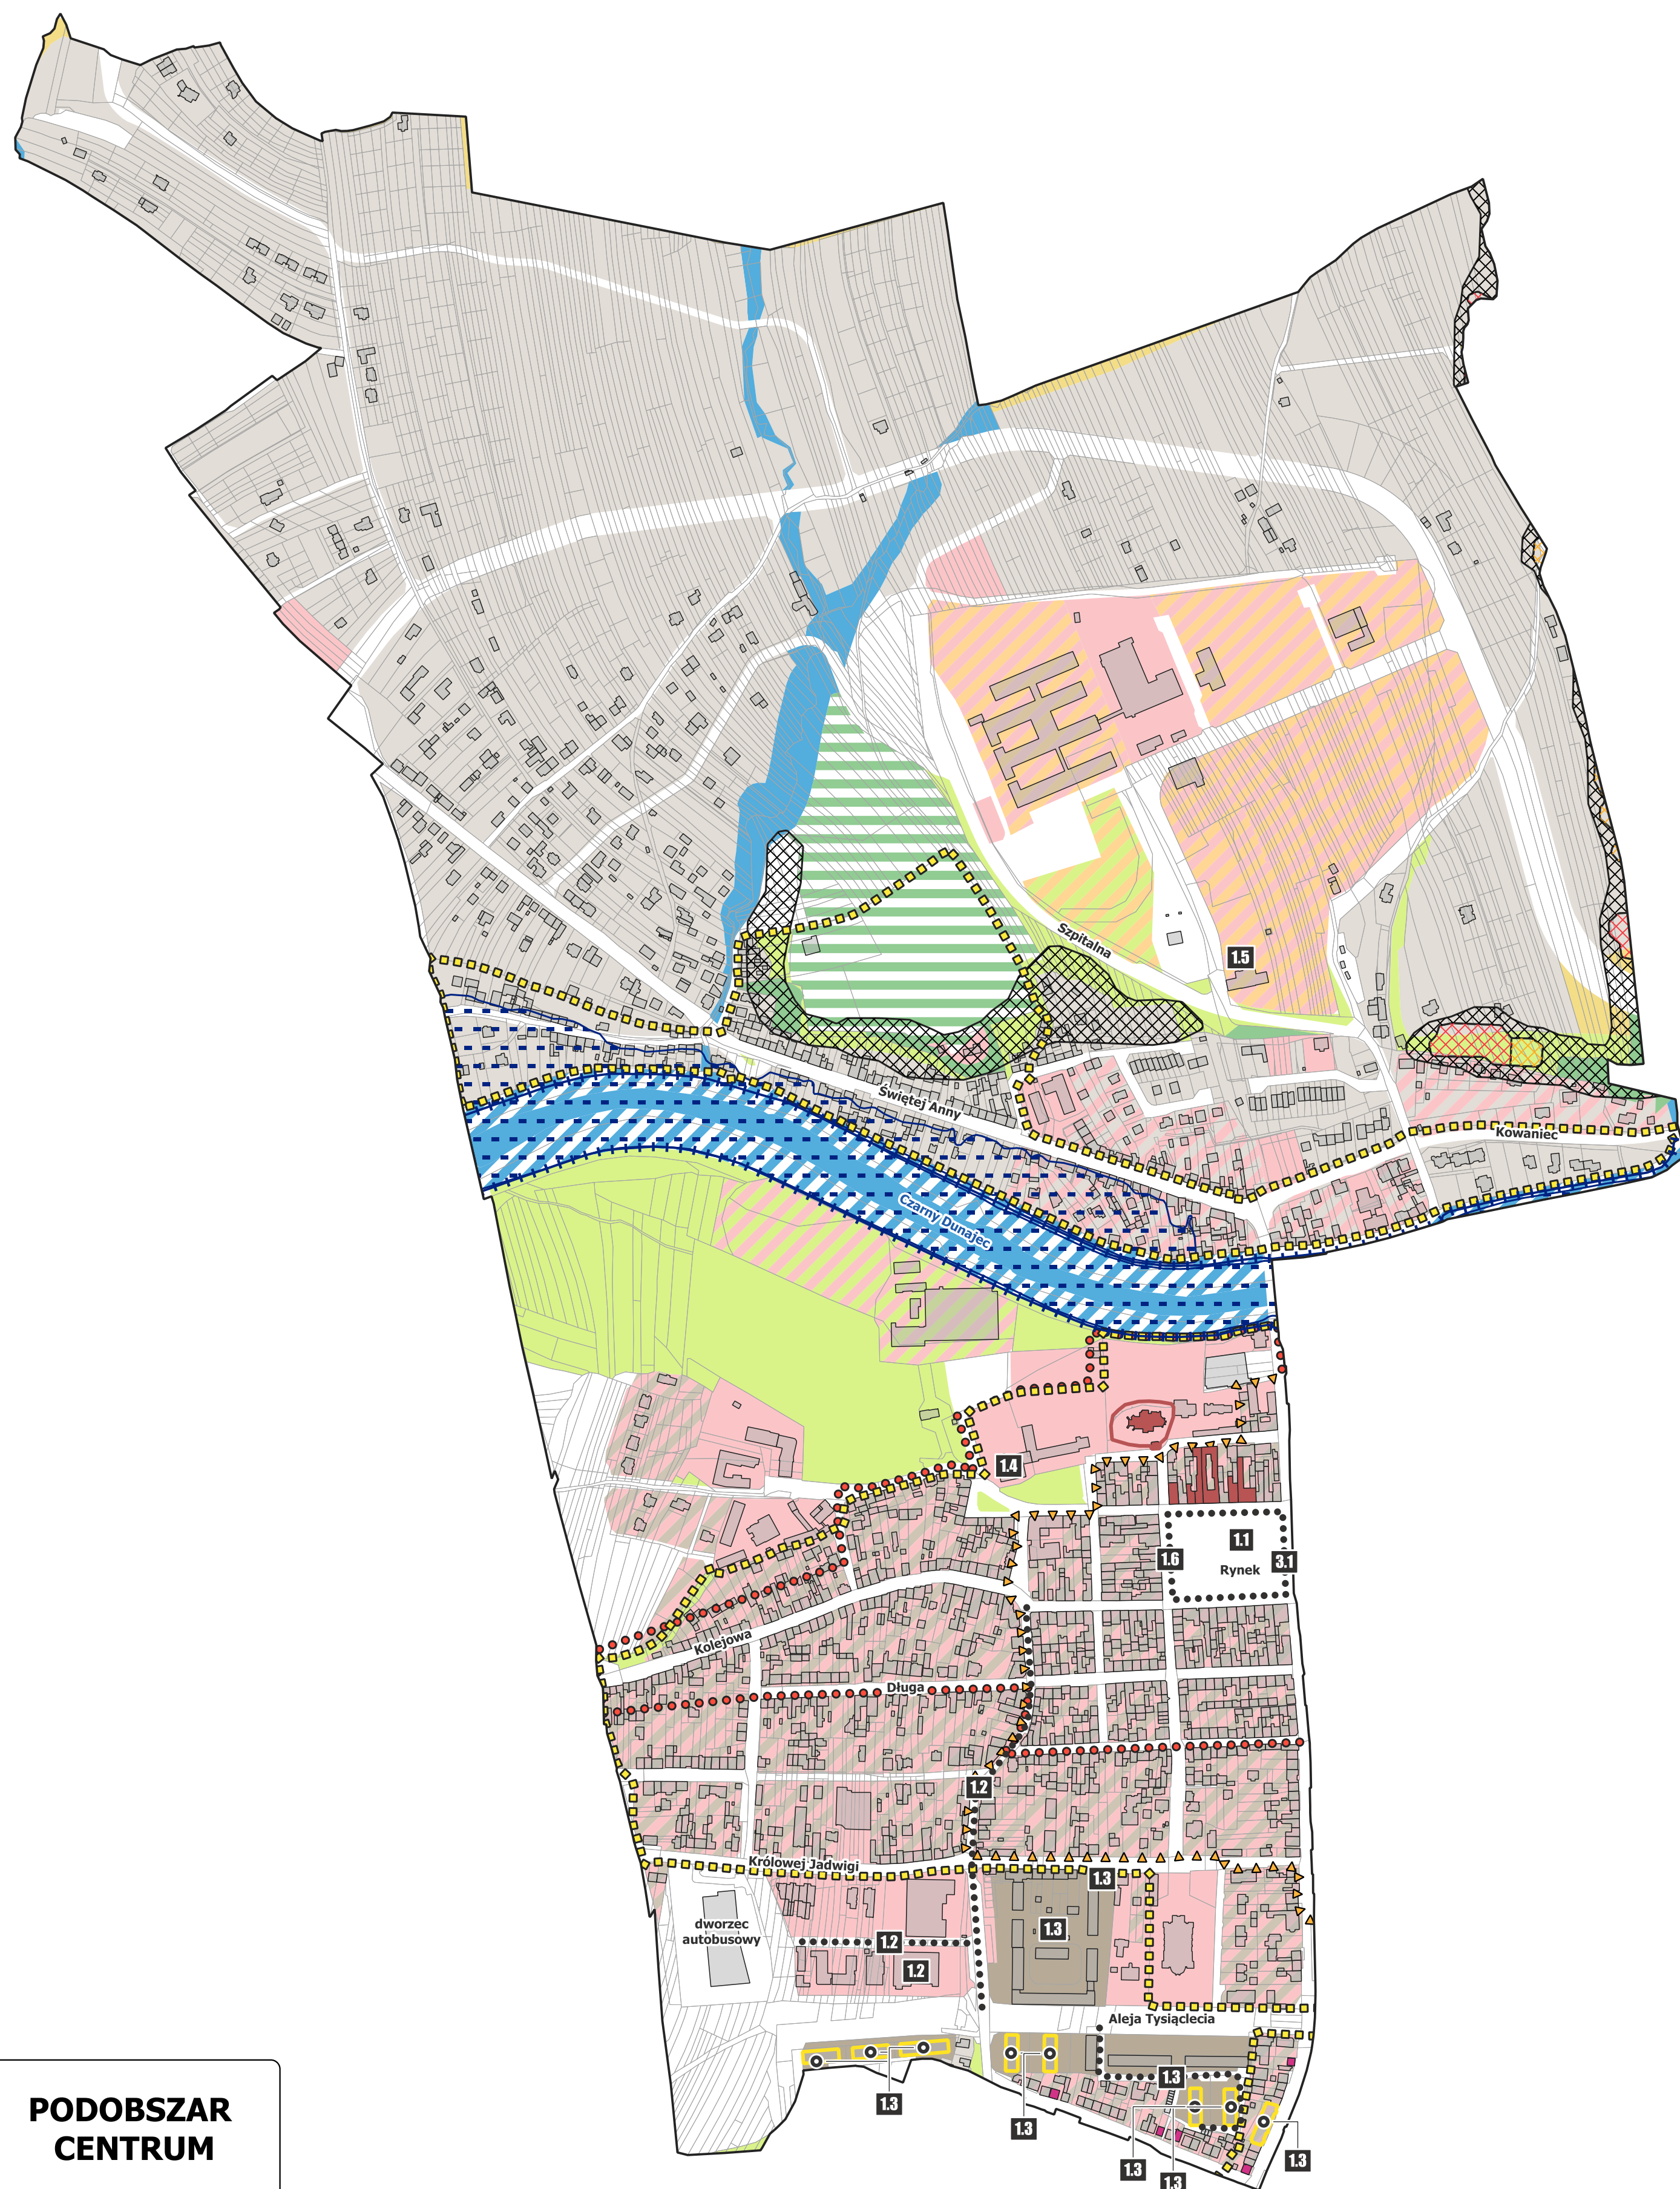 Szpitalna
1.5
Świętej Anny
Kowaniec
Czarny Dunajec
1.4
1.1
1.6
3.1
Rynek
Kolejowa
Długa
1.2
Królowej Jadwigi
1.3
dworzec
autobusowy
1.3
1.2
1.2
Aleja Tysiąclecia
1.3
1.3
1.3
1.3
1.3
1.3
PODOBSZAR
CENTRUM